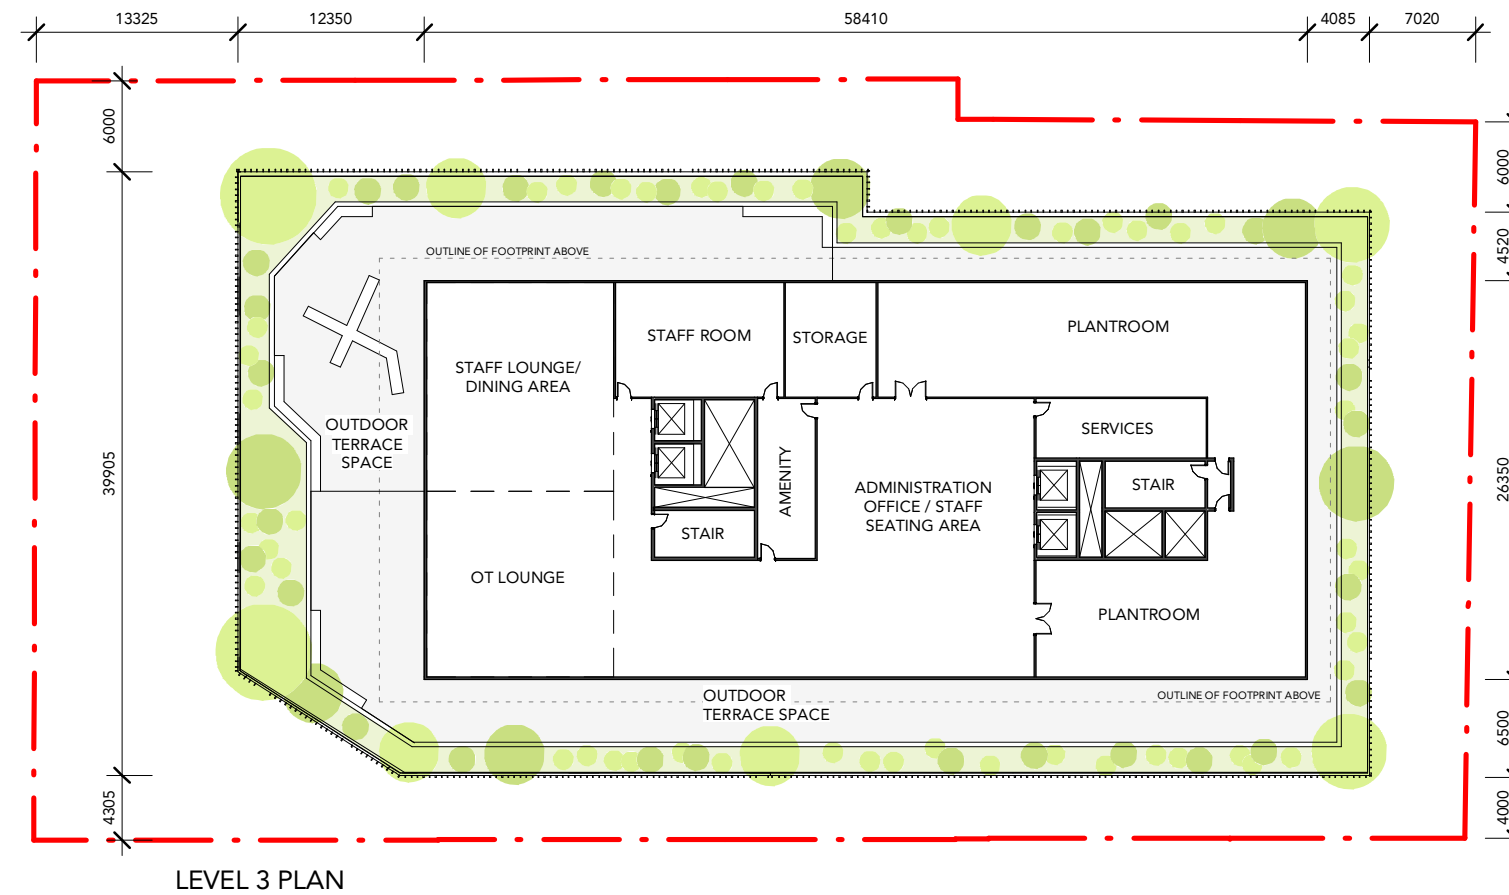 13325
12350
58410
4085
7020
6000
6000
4520
OUTLINE OF FOOTPRINT ABOVE
PLANTROOM
STAFF ROOM
STORAGE
STAFF LOUNGE/
DINING AREA
OUTDOOR
TERRACE
SPACE
SERVICES
AMENITY
39905
26350
ADMINISTRATION
OFFICE / STAFF
SEATING AREA
STAIR
STAIR
OT LOUNGE
PLANTROOM
OUTDOOR
TERRACE SPACE
OUTLINE OF FOOTPRINT ABOVE
6500
4305
4000
LEVEL 3 PLAN